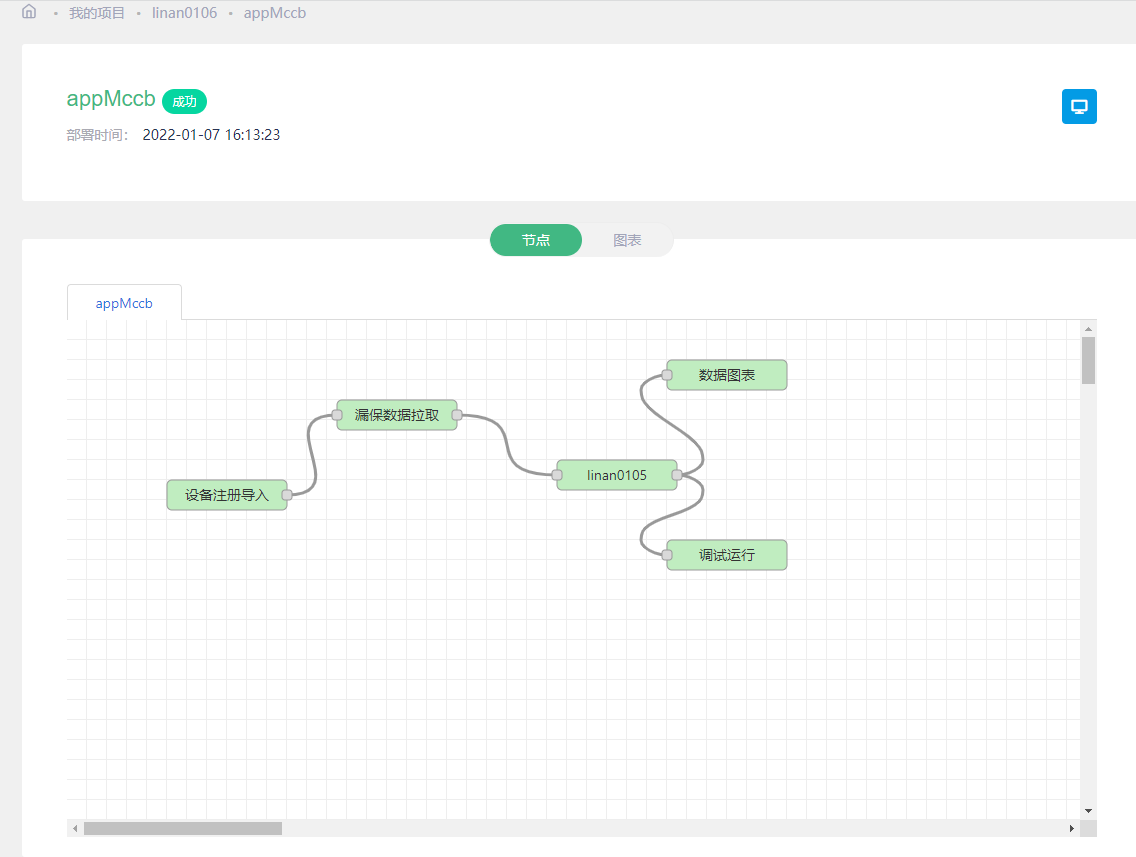 我的项目 • linan0106 • appMccb
appMccb 成功
部署时间： 2022-01-07 16:13:23
节点 图表
appMccb
数据图表
漏保数据拉取
linan0105
设备注册导入
调试运行